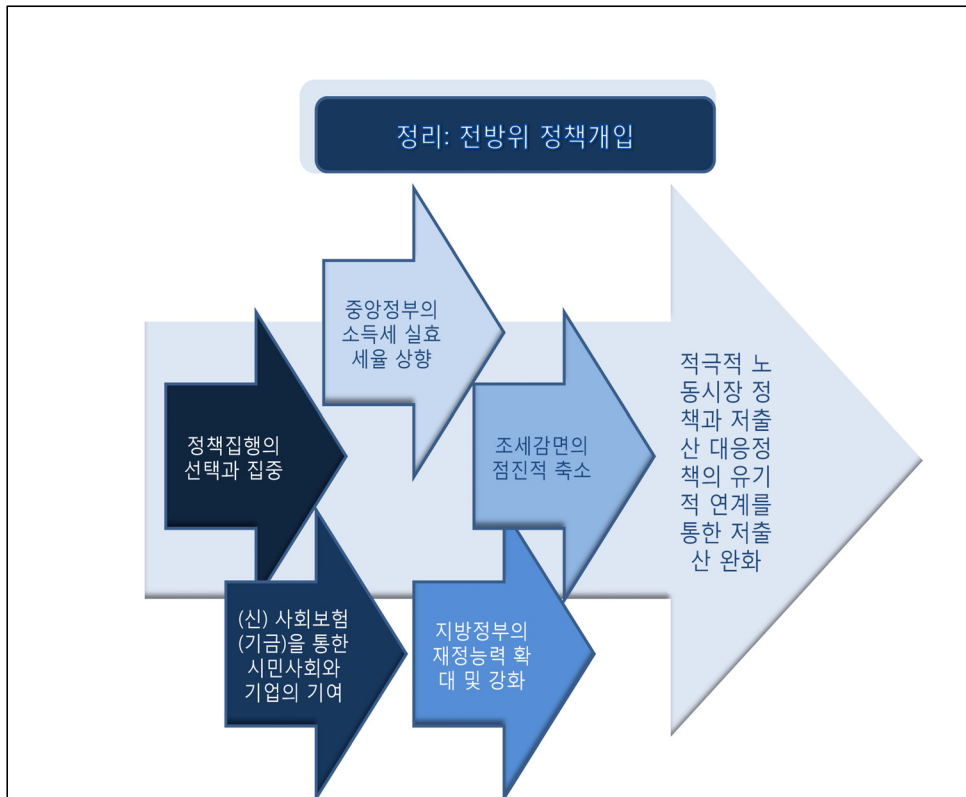 정리: 전방위 정책개입
중앙정부의
소득세 실효
세율 상향
정책집행의
선택과 집중
조세감면의
점진적 축소
(신) 사회보험
(기금)을 통한
시민사회와
기업의 기여
지방정부의
재정능력 확
대 및 강화
적극적 노
동시장 정
책과 저출
산 대응정
책의 유기
적 연계를
통한 저출
산 완화